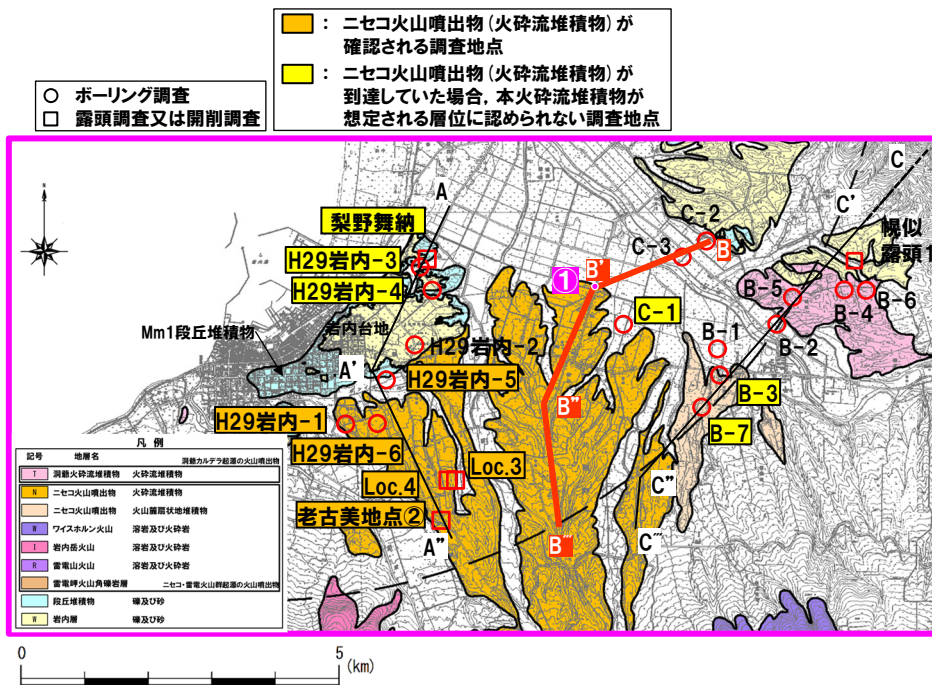 ： ニセコ火山噴出物（火砕流堆積物）が
確認される調査地点
： ニセコ火山噴出物（火砕流堆積物）が
到達していた場合，本火砕流堆積物が
想定される層位に認められない調査地点
ボーリング調査
露頭調査又は開削調査
A
C
C'
梨野舞納
C-2
幌似
露頭1
H29岩内-3
C-3
B
①
B'
H29岩内-4
B-5
B-4
B-6
C-1
Mm1段丘堆積物
岩内台地
H29岩内-2
B-1
B-2
A'
H29岩内-5
B''
B-3
H29岩内-1
B-7
H29岩内-6
Loc.3
C''
Loc.4
老古美地点②
A''
B'''
C'''
凡 例
記号 地層名
洞爺カルデラ起源の火山噴出物
T 洞爺火砕流堆積物 火砕流堆積物
N ニセコ火山噴出物 火砕流堆積物
ニセコ火山噴出物 火山麓扇状地堆積物
W ワイスホルン火山 溶岩及び火砕岩
I 岩内岳火山 溶岩及び火砕岩
R 雷電山火山 溶岩及び火砕岩
雷電岬火山角礫岩層
ニセコ・雷電火山群起源の火山噴出物
段丘堆積物 礫及び砂
W 岩内層 礫及び砂
0 5 (km)